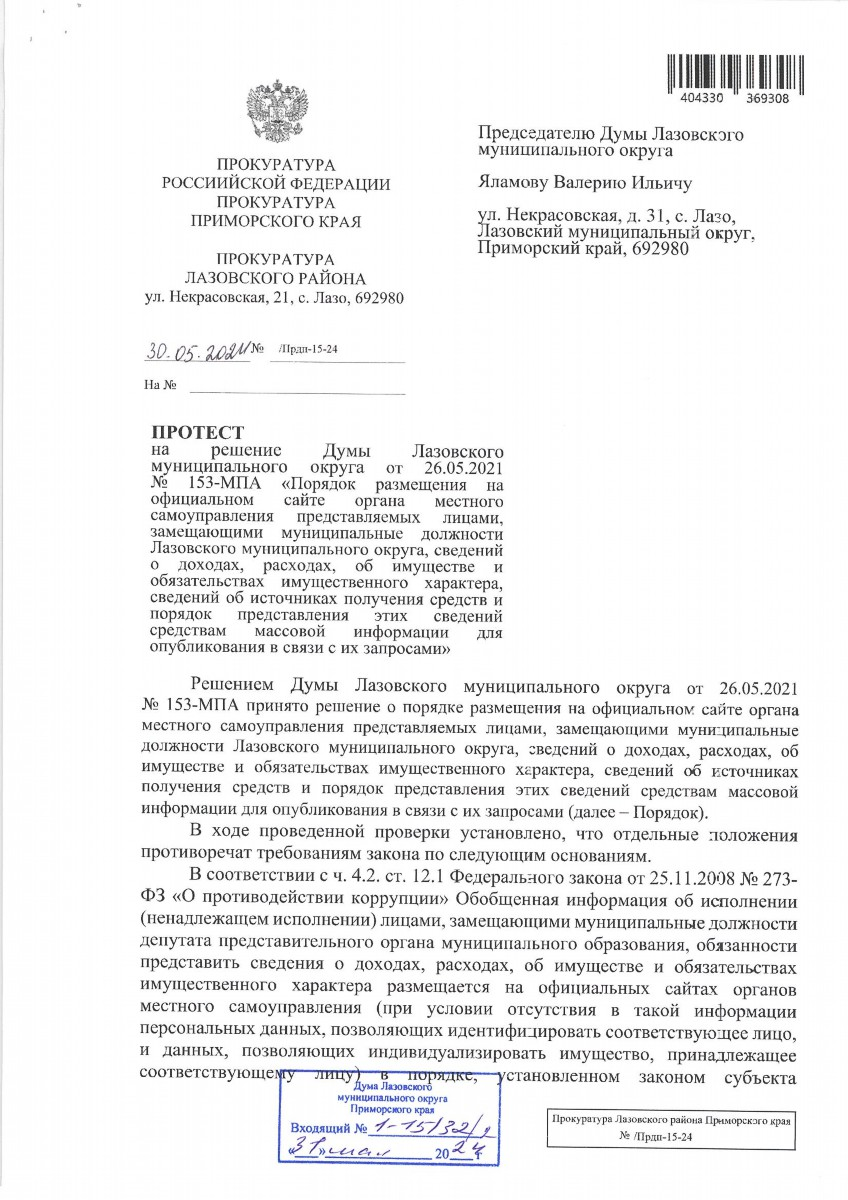 404330 369308
ПРОКУРАТУРА
РОССИИЙСКОЙ ФЕДЕРАЦИИ
ПРОКУРАТУРА
ПРИМОРСКОГО КРАЯ
ПРОКУРАТУРА
ЛАЗОВСКОГО РАЙОНА
ул. Некрасовская, 21, с. Лазо, 692980
30.05.2024 № /Прдп-15-24
На №
Председателю Думы Лазовского
муниципального округа
Яламову Валерию Ильичу
ул. Некрасовская, д. 31, с. Лазо,
Лазовский муниципальный округ,
Приморский край, 692980
ПРОТЕСТ
на решение Думы Лазовского
муниципального округа от 26.05.2021
№ 153-МПА «Порядок размещения на
официальном сайте органа местного
самоуправления представляемых лицами,
замещающими муниципальные должности
Лазовского муниципального округа, сведений
о доходах, расходах, об имуществе и
обязательствах имущественного характера,
сведений об источниках получения средств и
порядок представления этих сведений
средствам массовой информации для
опубликования в связи с их запросами»
Решением Думы Лазовского муниципального округа от 26.05.2021
№ 153-МПА принято решение о порядке размещения на официальном сайте органа
местного самоуправления представляемых лицами, замещающими муниципальные
должности Лазовского муниципального округа, сведений о доходах, расходах, об
имуществе и обязательствах имущественного характера, сведений об источниках
получения средств и порядок представления этих сведений средствам массовой
информации для опубликования в связи с их запросами (далее – Порядок).
В ходе проведенной проверки установлено, что отдельные положения
противоречат требованиям закона по следующим основаниям.
В соответствии с ч. 4.2. ст. 12.1 Федерального закона от 25.11.2008 № 273-
ФЗ «О противодействии коррупции» Обобщенная информация об исполнении
(ненадлежащем исполнении) лицами, замещающими муниципальные должности
депутата представительного органа муниципального образования, обязанности
представить сведения о доходах, расходах, об имуществе и обязательствах
имущественного характера размещается на официальных сайтах органов
местного самоуправления (при условии отсутствия в такой информации
персональных данных, позволяющих идентифицировать соответствующее лицо,
и данных, позволяющих индивидуализировать имущество, принадлежащее
соответствующему лицу) в порядке, установленном законом субъекта
Дума Лазовского
муниципального округа
Приморского края
Входящий № 1-15/32/
«31» мая 2024 г
Прокуратура Лазовского района Приморского края
№ /Прдп-15-24